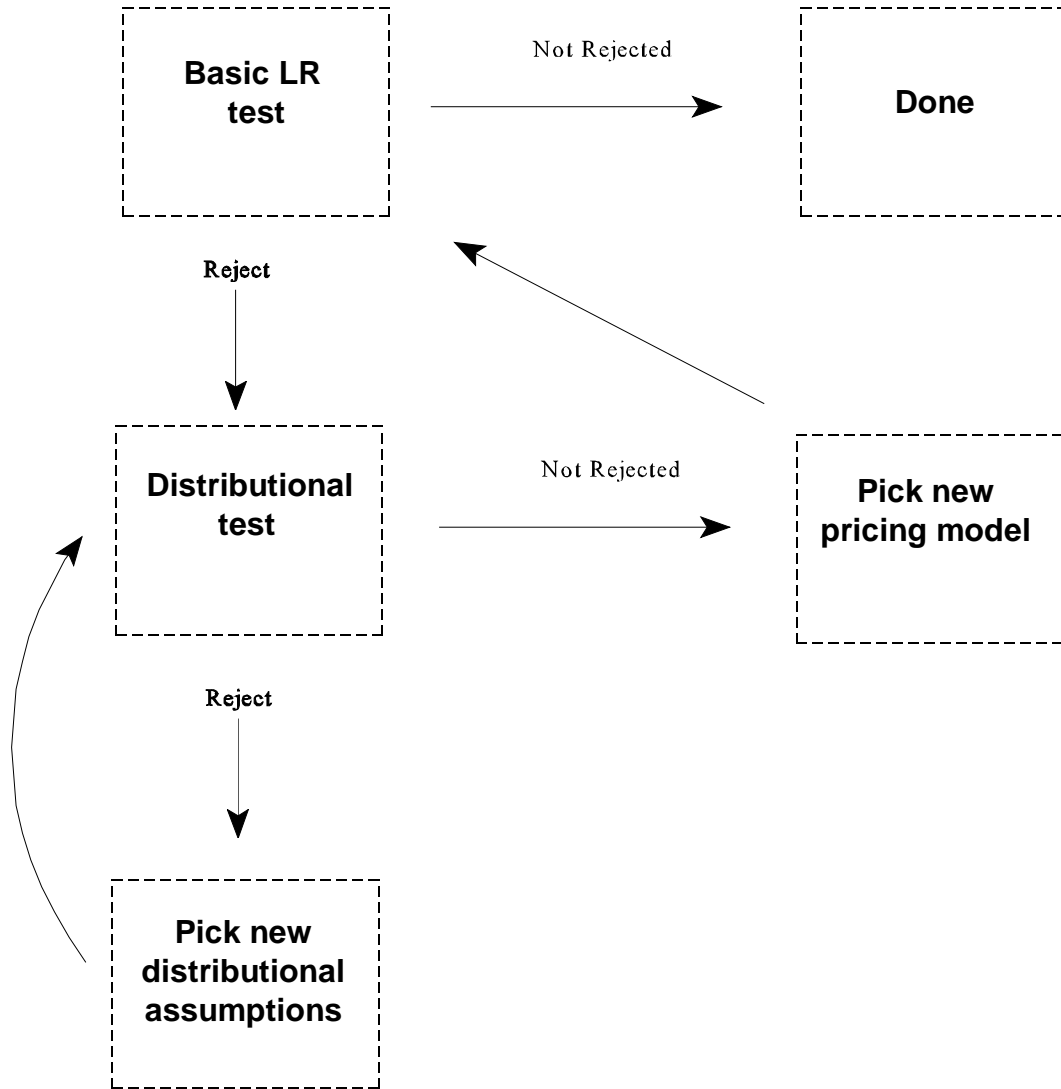 Basic LR
test
Not Rejected
Done
Reject
Distributional
test
Not Rejected
Pick new
pricing model
Reject
Pick new
distributional
assumptions